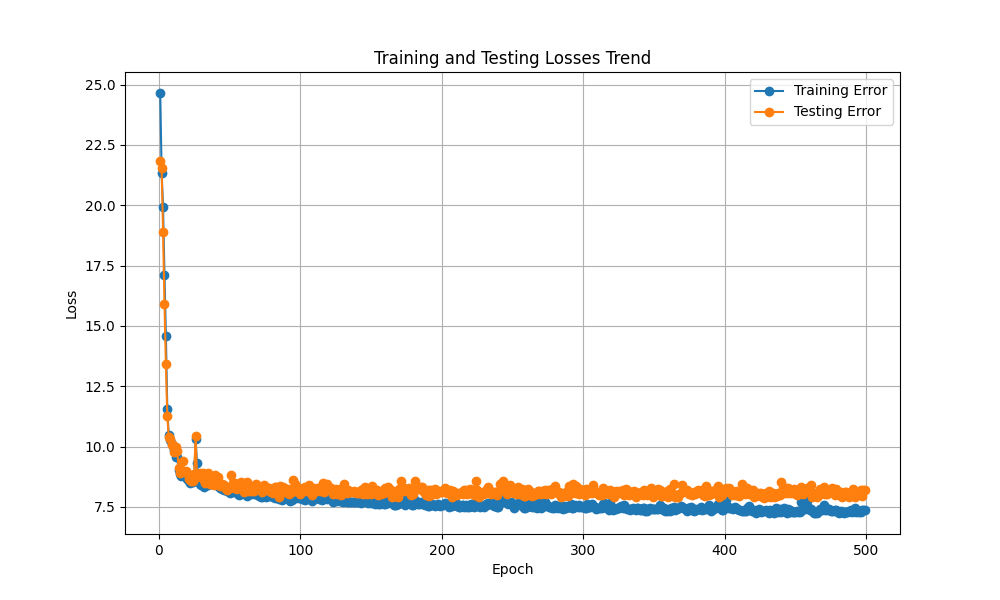 Training and Testing Losses Trend
25.0
22.5
20.0
17.5
15.0
12.5
10.0
7.5
Loss
Training Error
Testing Error
0 100 200 300 400 500
Epoch